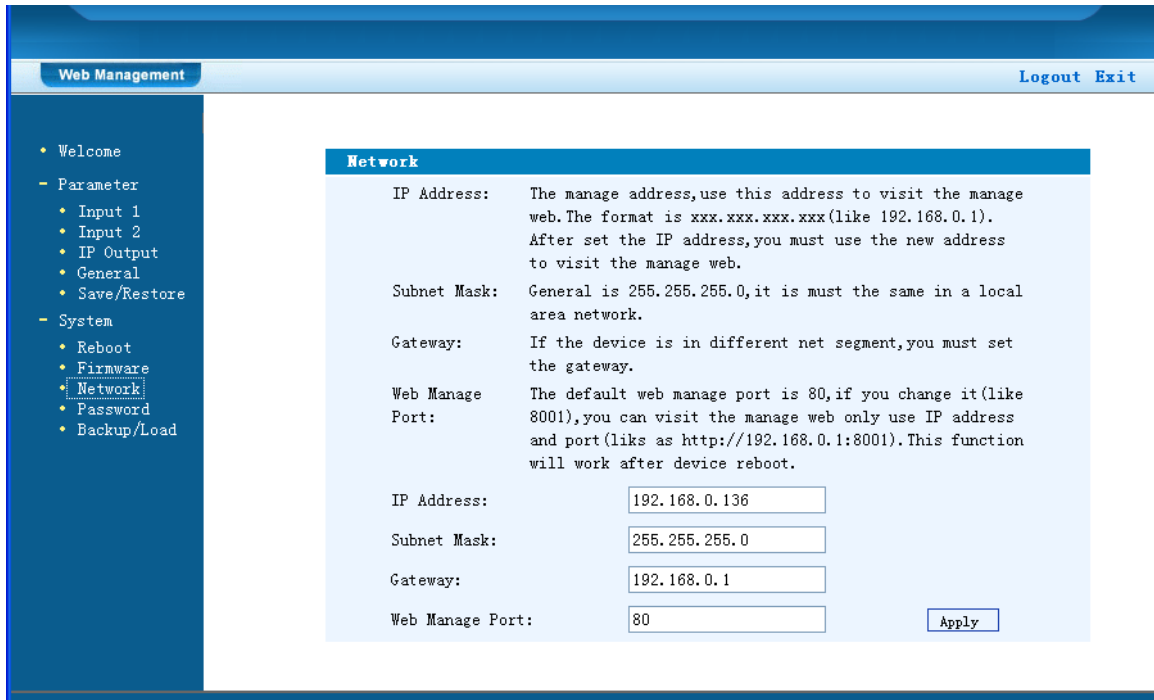 Web Management
Logout Exit
Welcome
Parameter
Input 1
Input 2
IP Output
General
Save/Restore
System
Reboot
Firmware
Network
Password
Backup/Load
Network
IP Address: The manage address,use this address to visit the manage
web.The format is xxx.xxx.xxx.xxx(like 192.168.0.1).
After set the IP address,you must use the new address
to visit the manage web.
Subnet Mask: General is 255.255.255.0,it is must the same in a local
area network.
Gateway: If the device is in different net segment,you must set
the gateway.
Web Manage The default web manage port is 80,if you change it(like
Port: 8001),you can visit the manage web only use IP address
and port(liks as http://192.168.0.1:8001).This function
will work after device reboot.
IP Address: 192.168.0.136
Subnet Mask: 255.255.255.0
Gateway: 192.168.0.1
Web Manage Port: 80 Apply